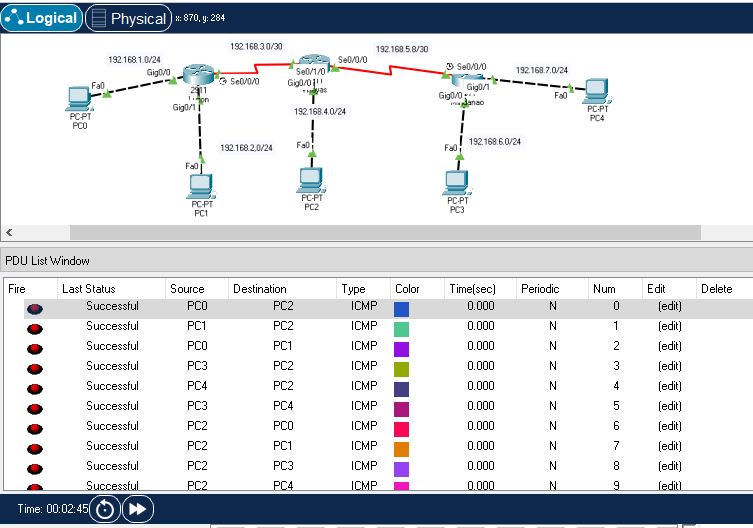 Logical Physical x: 870, y: 284
192.168.3.0/30
192.168.5.8/30
192.168.1.0/24
192.168.7.0/24
Gig0/0
Se0/0/0
Se0/1/0
Se0/0/0
Fa0
2911
Gig0/0
Gig0/0
Gig0/1
Gig0/1
Fa0
PC-PT
PC0
192.168.4.0/24
PC-PT
PC4
192.168.2,0/24
192.168.6.0/24
Fa0
Fa0
Fa0
PC-PT
PC1
PC-PT
PC2
PC-PT
PC3
PDU List Window
Fire Last Status Source Destination Type Color Time(sec) Periodic Num Edit Delete
Successful PC0 PC2 ICMP 0.000 N 0 (edit)
Successful PC1 PC2 ICMP 0.000 N 1 (edit)
Successful PC0 PC1 ICMP 0.000 N 2 (edit)
Successful PC3 PC2 ICMP 0.000 N 3 (edit)
Successful PC4 PC2 ICMP 0.000 N 4 (edit)
Successful PC3 PC4 ICMP 0.000 N 5 (edit)
Successful PC2 PC0 ICMP 0.000 N 6 (edit)
Successful PC2 PC1 ICMP 0.000 N 7 (edit)
Successful PC2 PC3 ICMP 0.000 N 8 (edit)
Successful PC2 PC4 ICMP 0.000 N 9 (edit)
Time: 00:02:45